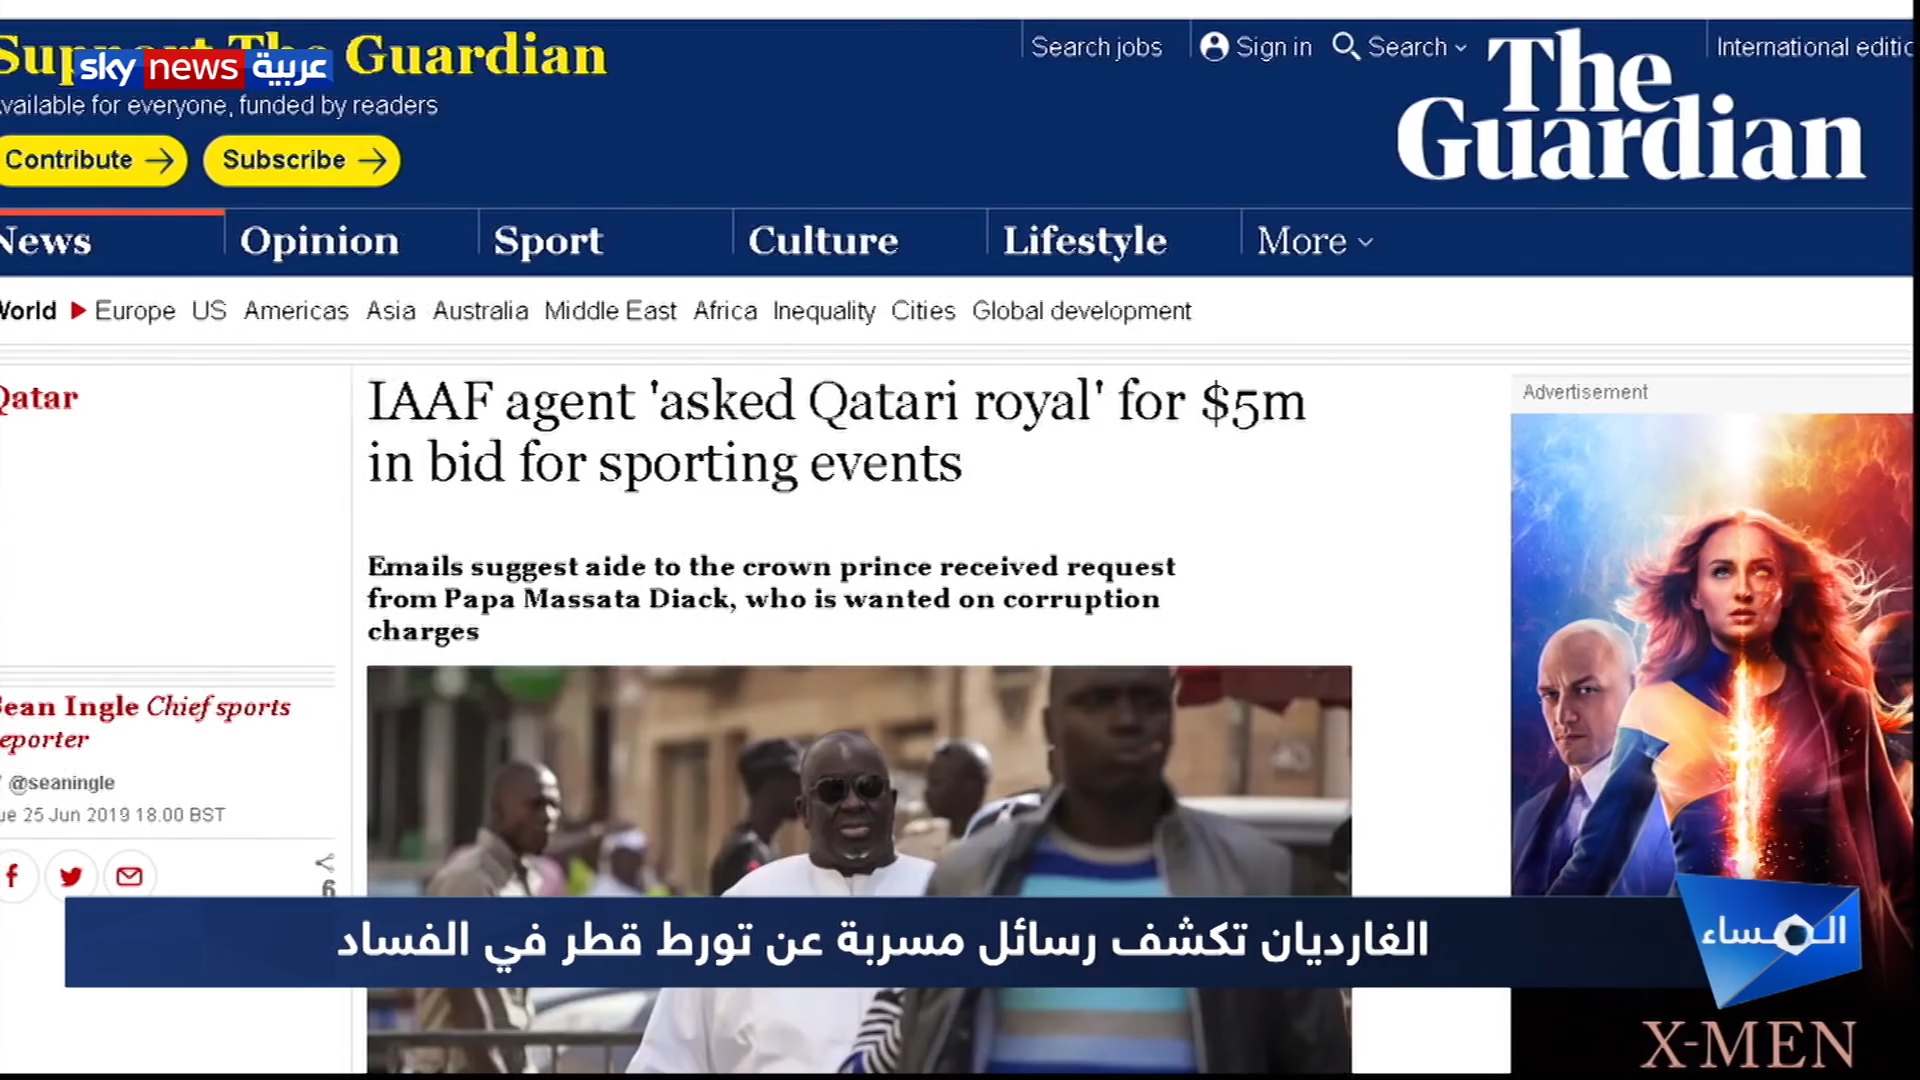 Support The Guardian
sky news عربية
vailable for everyone, funded by readers
Contribute
Subscribe
Search jobs
Sign in
Search
The Guardian
International editio
News
Opinion
Sport
Culture
Lifestyle
More
World
Europe
US
Americas
Asia
Australia
Middle East
Africa
Inequality
Cities
Global development
Qatar
IAAF agent 'asked Qatari royal' for $5m
in bid for sporting events
Advertisement
Emails suggest aide to the crown prince received request
from Papa Massata Diack, who is wanted on corruption
charges
Sean Ingle Chief sports
eporter
@seaningle
ue 25 Jun 2019 18.00 BST
6
الغارديان تكشف رسائل مسربة عن تورط قطر في الفساد
المساء
X-MEN